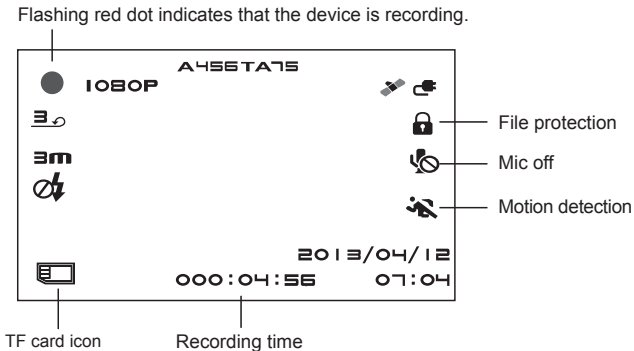 Flashing red dot indicates that the device is recording.
A456TA75
1080P
3
File protection
3m
Mic off
Motion detection
2013/04/12
000:04:56 07:04
TF card icon Recording time